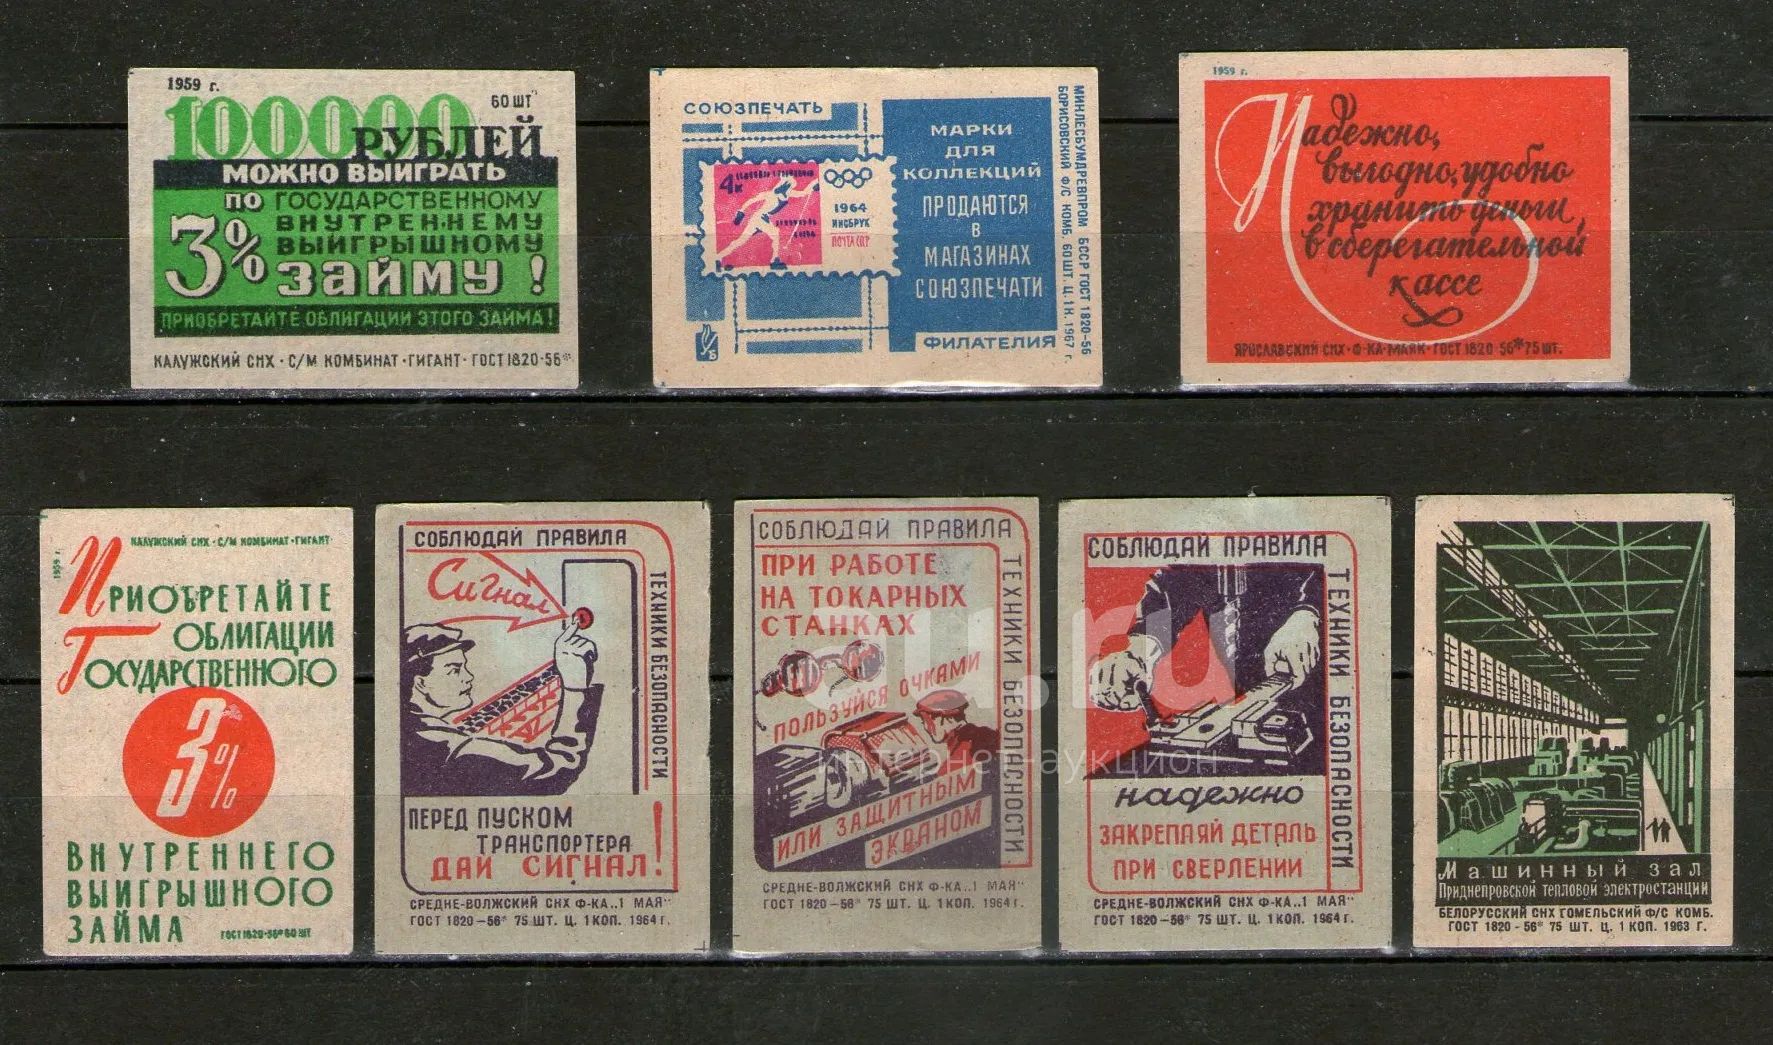 1959 г.
100000
60 ШТ
РУБЛЕЙ
МОЖНО ВЫИГРАТЬ
ПО ГОСУДАРСТВЕННОМУ
ВНУТРЕННЕМУ
3% ВЫИГРЫШНОМУ
ЗАЙМУ !
ПРИОБРЕТАЙТЕ ОБЛИГАЦИИ ЭТОГО ЗАЙМА!
КАЛУЖСКИЙ СНХ · С/М КОМБИНАТ · ГИГАНТ · ГОСТ 1820-56*
СОЮЗПЕЧАТЬ
МАРКИ
ДЛЯ
КОЛЛЕКЦИЙ
ПРОДАЮТСЯ
В
МАГАЗИНАХ
СОЮЗПЕЧАТИ
ФИЛАТЕЛИЯ
4к
1964
ИНСБРУК
ПОЧТА СССР
МИНЛЕСБУМДРЕВПРОМ БССР ГОСТ 1820-56
БОРИСОВСКИЙ Ф/С КОМБ. 60 ШТ. Ц. 1 К. 1967 г.
1959 г.
Надежно,
выгодно, удобно
хранить деньги
в сберегательной
кассе
ЯРОСЛАВСКИЙ СНХ · Ф-КА · МАЯК · ГОСТ 1820-56* 75 ШТ.
1959 г.
КАЛУЖСКИЙ СНХ · С/М КОМБИНАТ · ГИГАНТ ·
ПРИОБРЕТАЙТЕ
ОБЛИГАЦИИ
ГОСУДАРСТВЕННОГО
3%
ВНУТРЕННЕГО
ВЫИГРЫШНОГО
ЗАЙМА
ГОСТ 1820-56* 60 ШТ
СОБЛЮДАЙ ПРАВИЛА
ТЕХНИКИ БЕЗОПАСНОСТИ
Сигнал
ПЕРЕД ПУСКОМ
ТРАНСПОРТЕРА
ДАЙ СИГНАЛ!
СРЕДНЕ-ВОЛЖСКИЙ СНХ Ф-КА „1 МАЯ"
ГОСТ 1820-56* 75 ШТ. Ц. 1 КОП. 1964 г.
СОБЛЮДАЙ ПРАВИЛА
ТЕХНИКИ БЕЗОПАСНОСТИ
ПРИ РАБОТЕ
НА ТОКАРНЫХ
СТАНКАХ
ПОЛЬЗУЙСЯ ОЧКАМИ
ИЛИ ЗАЩИТНЫМ
ЭКРАНОМ
СРЕДНЕ-ВОЛЖСКИЙ СНХ Ф-КА „1 МАЯ"
ГОСТ 1820-56* 75 ШТ. Ц. 1 КОП. 1964 г.
СОБЛЮДАЙ ПРАВИЛА
ТЕХНИКИ БЕЗОПАСНОСТИ
надежно
ЗАКРЕПЛЯЙ ДЕТАЛЬ
ПРИ СВЕРЛЕНИИ
СРЕДНЕ-ВОЛЖСКИЙ СНХ Ф-КА „1 МАЯ"
ГОСТ 1820-56* 75 ШТ. Ц. 1 КОП. 1964 г.
Машинный зал
Приднепровской тепловой электростанции
БЕЛОРУССКИЙ СНХ ГОМЕЛЬСКИЙ Ф/С КОМБ.
ГОСТ 1820-56* 75 ШТ. Ц. 1 КОП. 1963 г.
au.ru
интернет-аукцион